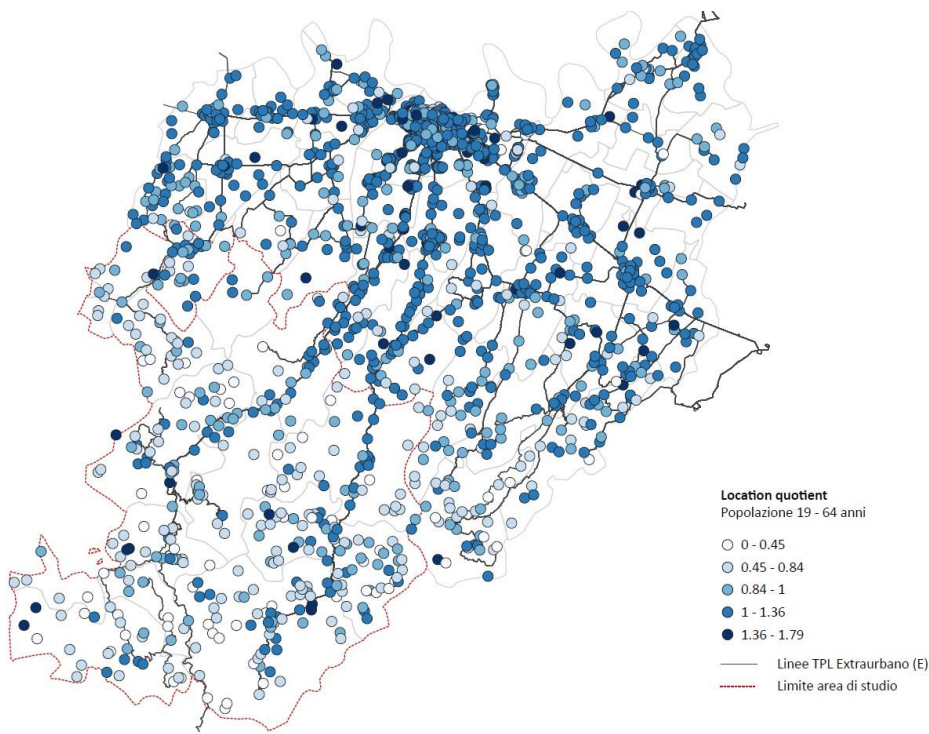 Location quotient
Popolazione 19 - 64 anni
0 - 0.45
0.45 - 0.84
0.84 - 1
1 - 1.36
1.36 - 1.79
Linee TPL Extraurbano (E)
Limite area di studio